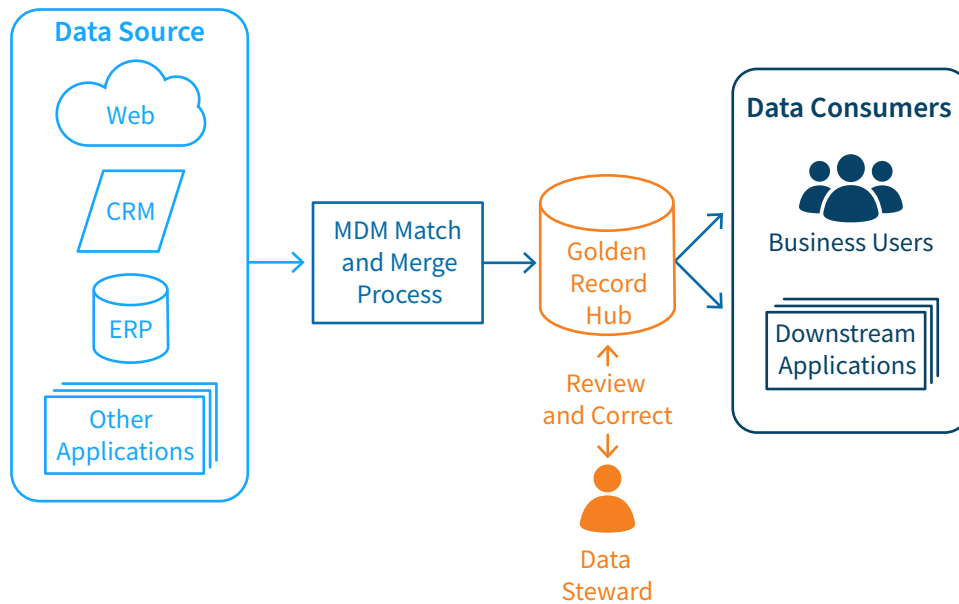 Data Source
Web
CRM
ERP
Other
Applications
MDM Match
and Merge
Process
Golden
Record
Hub
Review
and Correct
Data
Steward
Data Consumers
Business Users
Downstream
Applications